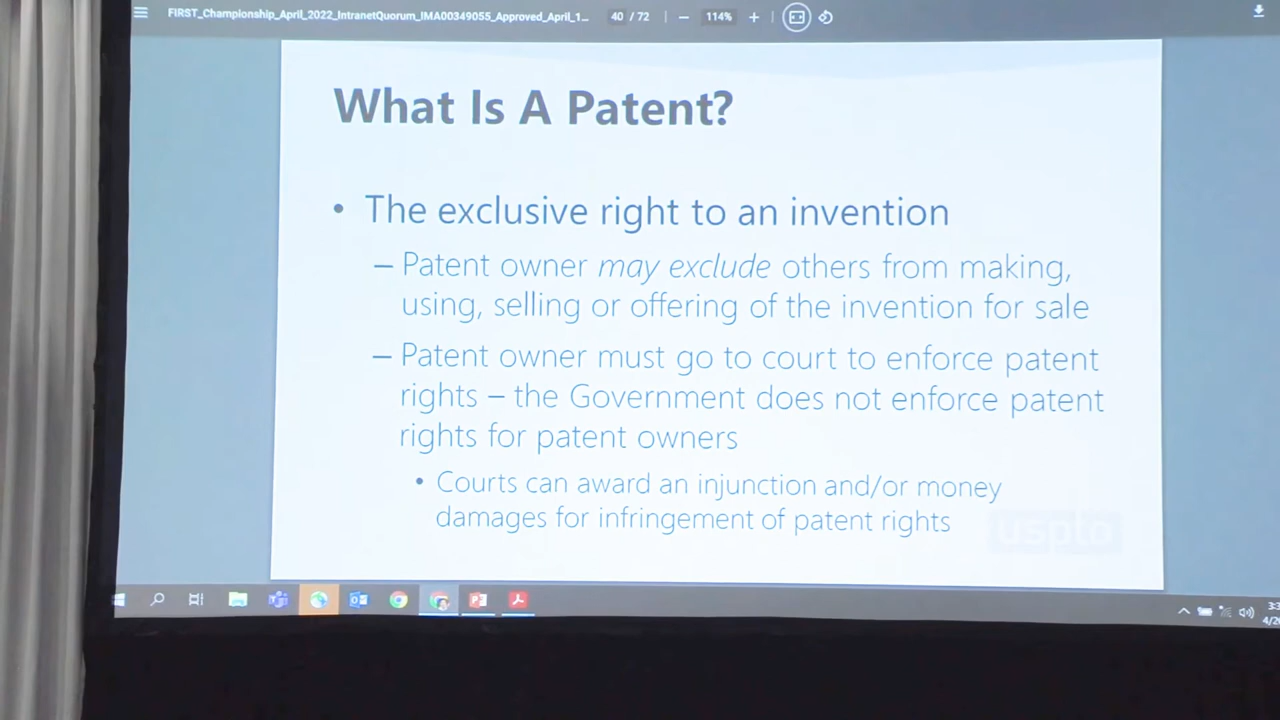 FIRST_Championship_April_2022_IntranetQuorum_IMA00349055_Approved_April_1...
40 / 72
114%
What Is A Patent?
• The exclusive right to an invention
– Patent owner may exclude others from making,
using, selling or offering of the invention for sale
– Patent owner must go to court to enforce patent
rights – the Government does not enforce patent
rights for patent owners
• Courts can award an injunction and/or money
damages for infringement of patent rights
uspto